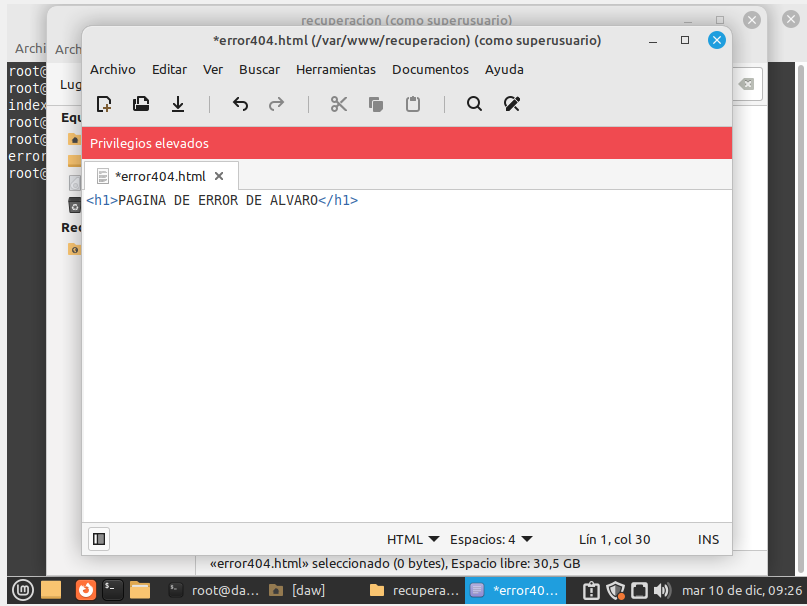 recuperacion (como superusuario)
*error404.html (/var/www/recuperacion) (como superusuario)
Archi
Arch
Archivo Editar Ver Buscar Herramientas Documentos Ayuda
root@
root@
index
root@
root@
error
root@
Lug
Equ
Rec
Privilegios elevados
*error404.html
<h1>PAGINA DE ERROR DE ALVARO</h1>
HTML Espacios: 4 Lín 1, col 30 INS
«error404.html» seleccionado (0 bytes), Espacio libre: 30,5 GB
root@da... [daw] recupera... *error40... mar 10 de dic, 09:26